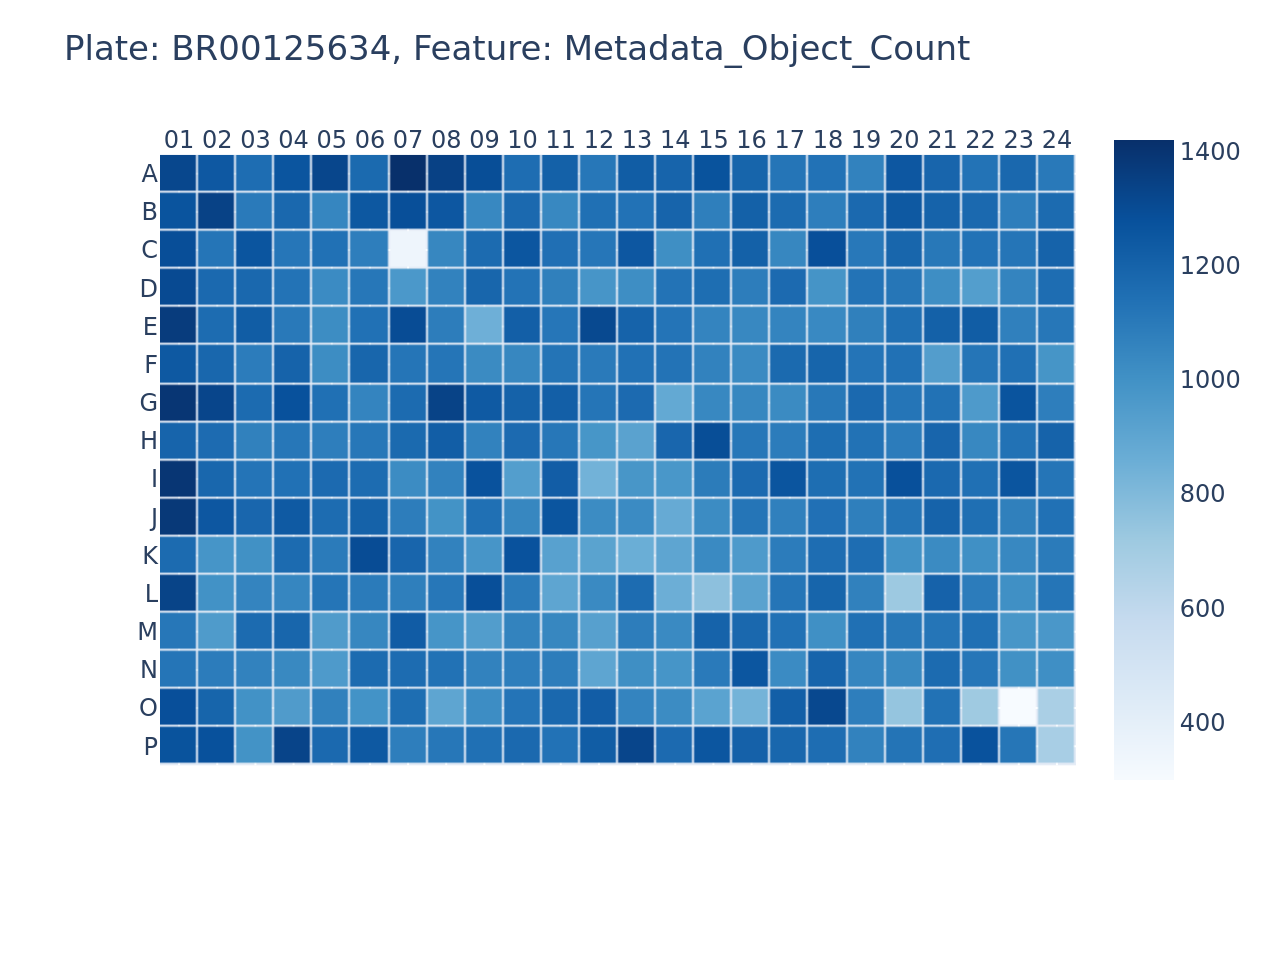 Plate: BR00125634, Feature: Metadata_Object_Count
01 02 03 04 05 06 07 08 09 10 11 12 13 14 15 16 17 18 19 20 21 22 23 24
A
B
C
D
E
F
G
H
I
J
K
L
M
N
O
P
1400
1200
1000
800
600
400